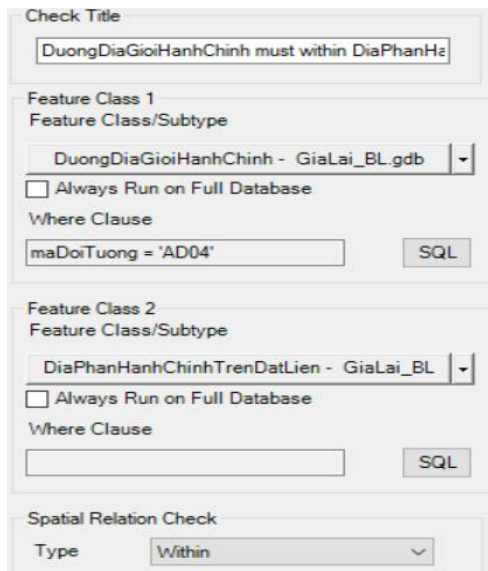 Check Title
DuongDiaGioiHanhChinh must within DiaPhanHa
Feature Class 1
Feature Class/Subtype
DuongDiaGioiHanhChinh - GiaLai_BL.gdb
Always Run on Full Database
Where Clause
maDoiTuong = 'AD04'
SQL
Feature Class 2
Feature Class/Subtype
DiaPhanHanhChinhTrenDatLien - GiaLai_BL
Always Run on Full Database
Where Clause
SQL
Spatial Relation Check
Type Within